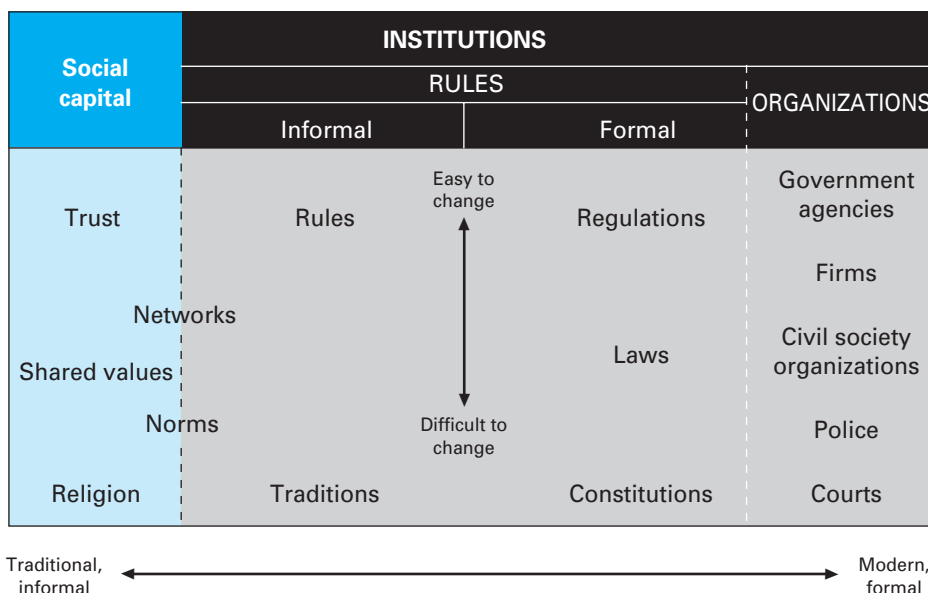 INSTITUTIONS
Social
capital
RULES
ORGANIZATIONS
Informal
Formal
Easy to
change
Government
agencies
Trust
Rules
Regulations
Firms
Networks
Civil society
organizations
Laws
Shared values
Norms
Difficult to
change
Police
Religion
Traditions
Constitutions
Courts
Traditional,
informal
Modern,
formal